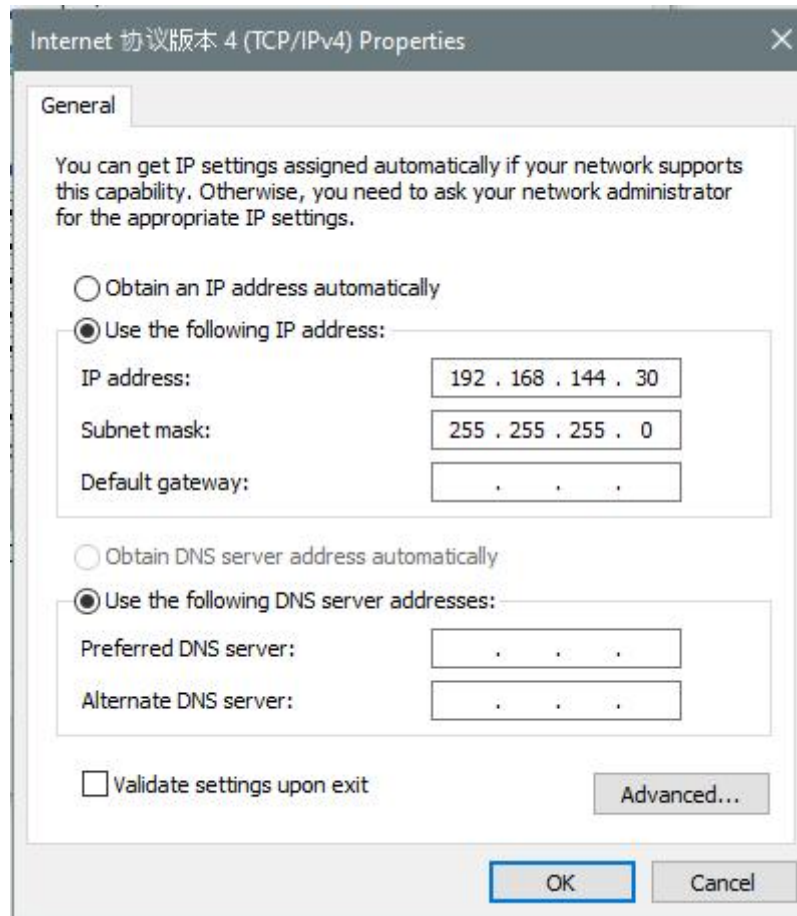 Internet 协议版本 4 (TCP/IPv4) Properties
General
You can get IP settings assigned automatically if your network supports
this capability. Otherwise, you need to ask your network administrator
for the appropriate IP settings.
Obtain an IP address automatically
Use the following IP address:
IP address: 192 . 168 . 144 . 30
Subnet mask: 255 . 255 . 255 . 0
Default gateway: . . .
Obtain DNS server address automatically
Use the following DNS server addresses:
Preferred DNS server: . . .
Alternate DNS server: . . .
Validate settings upon exit
Advanced...
OK Cancel